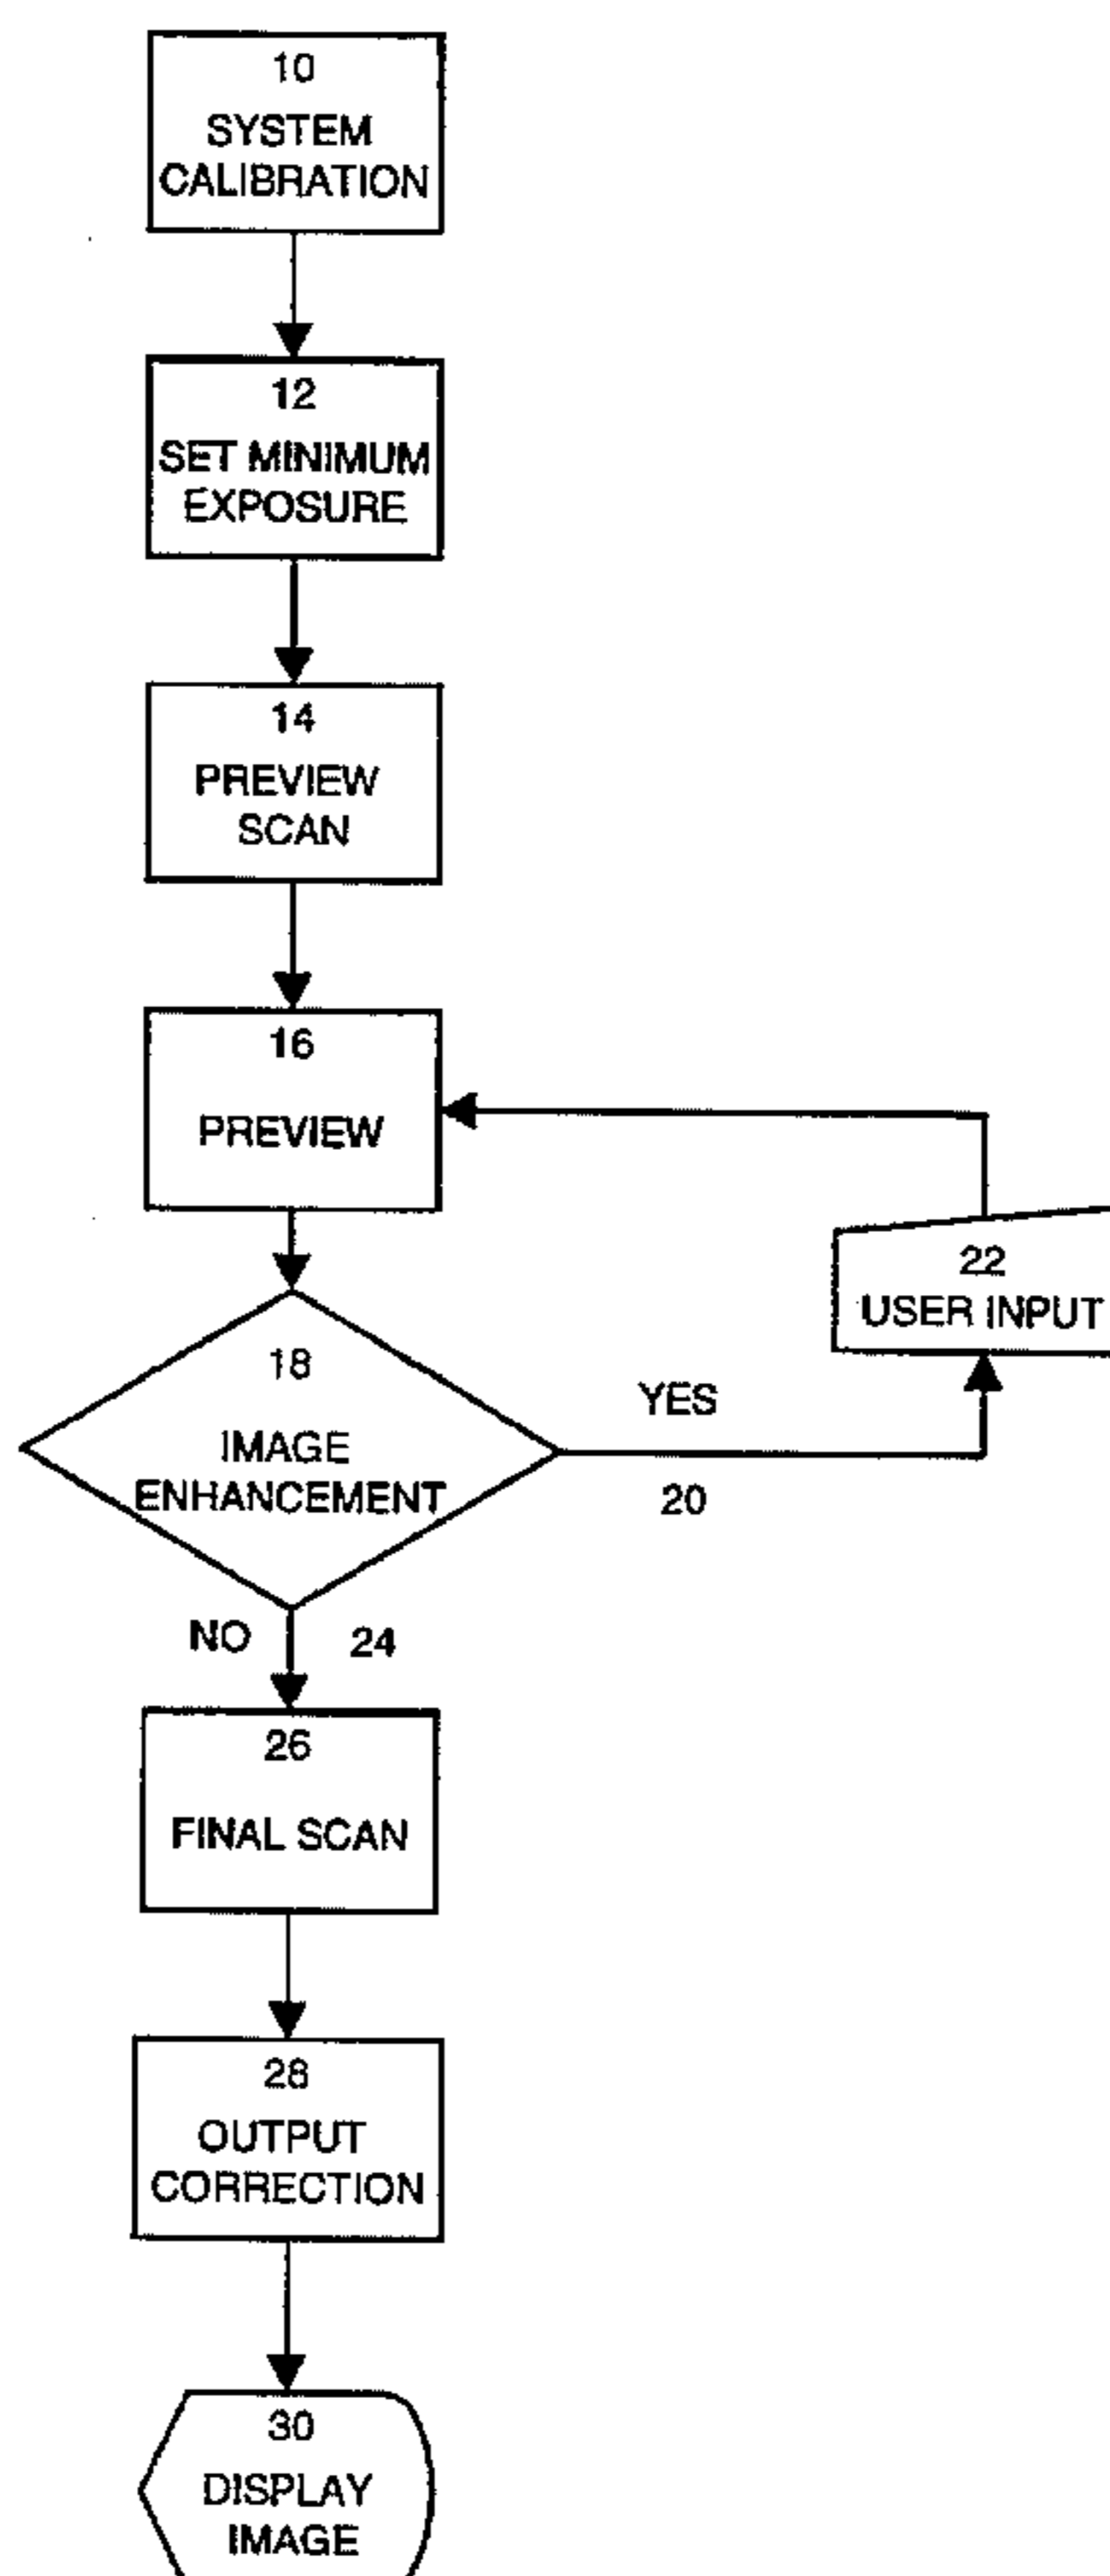 10
SYSTEM
CALIBRATION
12
SET MINIMUM
EXPOSURE
14
PREVIEW
SCAN
16
PREVIEW
22
USER INPUT
18
IMAGE
ENHANCEMENT
YES
20
NO
24
26
FINAL SCAN
28
OUTPUT
CORRECTION
30
DISPLAY
IMAGE